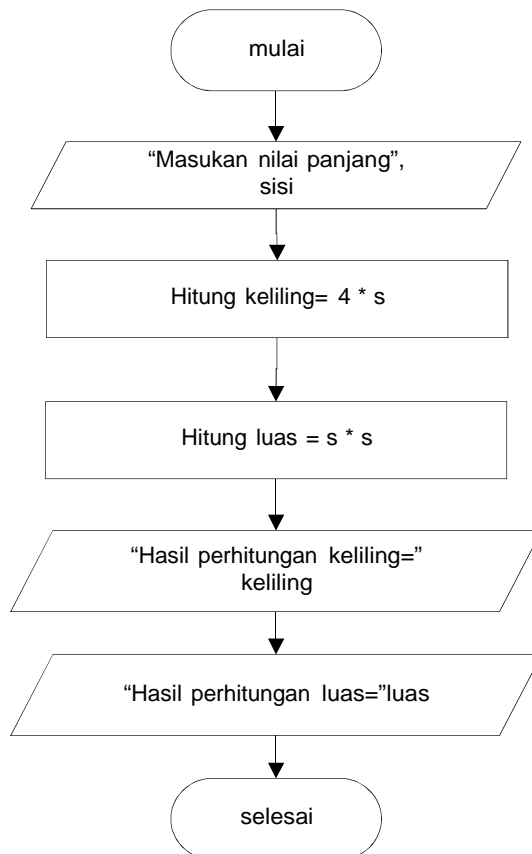 mulai
“Masukan nilai panjang”,
sisi
Hitung keliling= 4 * s
Hitung luas = s * s
“Hasil perhitungan keliling=”
keliling
“Hasil perhitungan luas=”luas
selesai